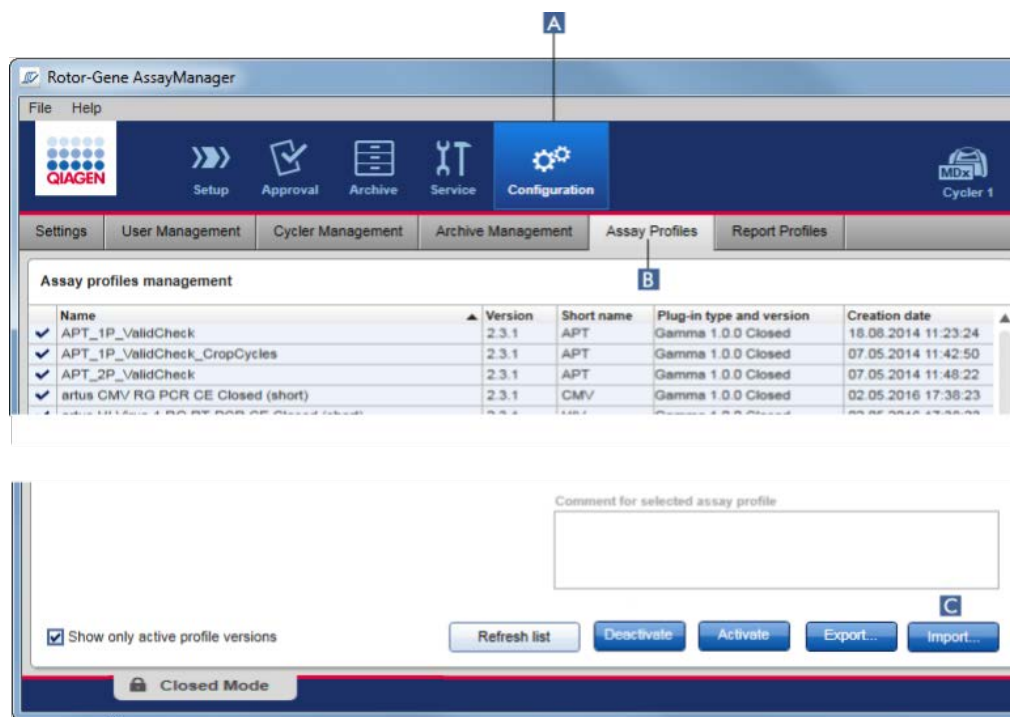 A
Rotor-Gene AssayManager
File Help
QIAGEN
Setup Approval Archive Service Configuration
MDx
Cycler 1
Settings User Management Cycler Management Archive Management Assay Profiles Report Profiles
B
Assay profiles management
Name Version Short name Plug-in type and version Creation date
APT_1P_ValidCheck 2.3.1 APT Gamma 1.0.0 Closed 18.08.2014 11:23:24
APT_1P_ValidCheck_CropCycles 2.3.1 APT Gamma 1.0.0 Closed 07.05.2014 11:42:50
APT_2P_ValidCheck 2.3.1 APT Gamma 1.0.0 Closed 07.05.2014 11:48:22
artus CMV RG PCR CE Closed (short) 2.3.1 CMV Gamma 1.0.0 Closed 02.05.2016 17:38:23
Comment for selected assay profile
C
Show only active profile versions Refresh list Deactivate Activate Export... Import...
Closed Mode